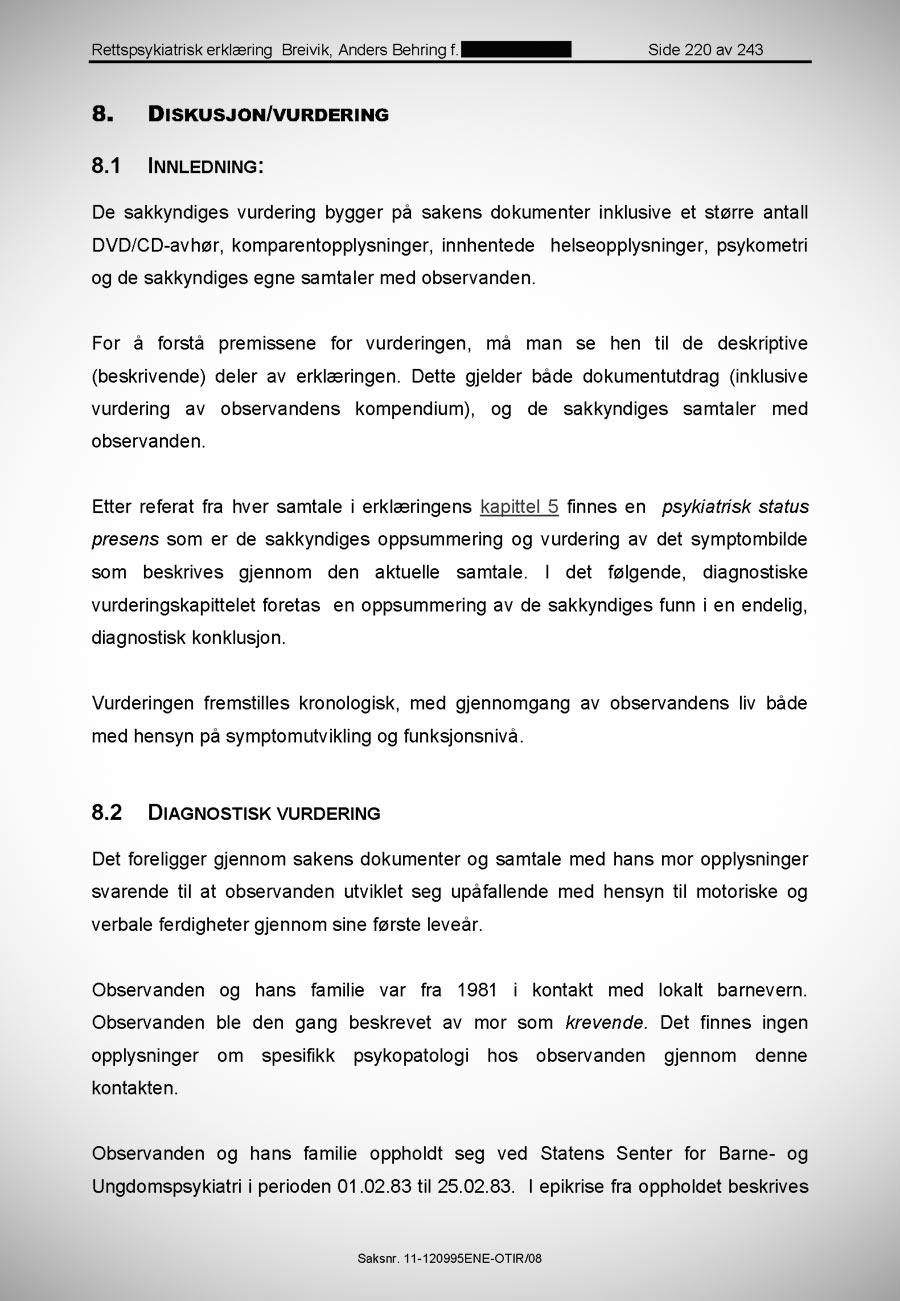 Rettspsykiatrisk erklæring Breivik, Anders Behring f. Side 220 av 243
8. DISKUSJON/VURDERING
8.1 INNLEDNING:
De sakkyndiges vurdering bygger på sakens dokumenter inklusive et større antall
DVD/CD-avhør, komparentopplysninger, innhentede helseopplysninger, psykometri
og de sakkyndiges egne samtaler med observanden.
For å forstå premissene for vurderingen, må man se hen til de deskriptive
(beskrivende) deler av erklæringen. Dette gjelder både dokumentutdrag (inklusive
vurdering av observandens kompendium), og de sakkyndiges samtaler med
observanden.
Etter referat fra hver samtale i erklæringens kapittel 5 finnes en psykiatrisk status
presens som er de sakkyndiges oppsummering og vurdering av det symptombilde
som beskrives gjennom den aktuelle samtale. I det følgende, diagnostiske
vurderingskapittelet foretas en oppsummering av de sakkyndiges funn i en endelig,
diagnostisk konklusjon.
Vurderingen fremstilles kronologisk, med gjennomgang av observandens liv både
med hensyn på symptomutvikling og funksjonsnivå.
8.2 DIAGNOSTISK VURDERING
Det foreligger gjennom sakens dokumenter og samtale med hans mor opplysninger
svarende til at observanden utviklet seg upåfallende med hensyn til motoriske og
verbale ferdigheter gjennom sine første leveår.
Observanden og hans familie var fra 1981 i kontakt med lokalt barnevern.
Observanden ble den gang beskrevet av mor som krevende. Det finnes ingen
opplysninger om spesifikk psykopatologi hos observanden gjennom denne
kontakten.
Observanden og hans familie oppholdt seg ved Statens Senter for Barne- og
Ungdomspsykiatri i perioden 01.02.83 til 25.02.83. I epikrise fra oppholdet beskrives
Saksnr. 11-120995ENE-OTIR/08